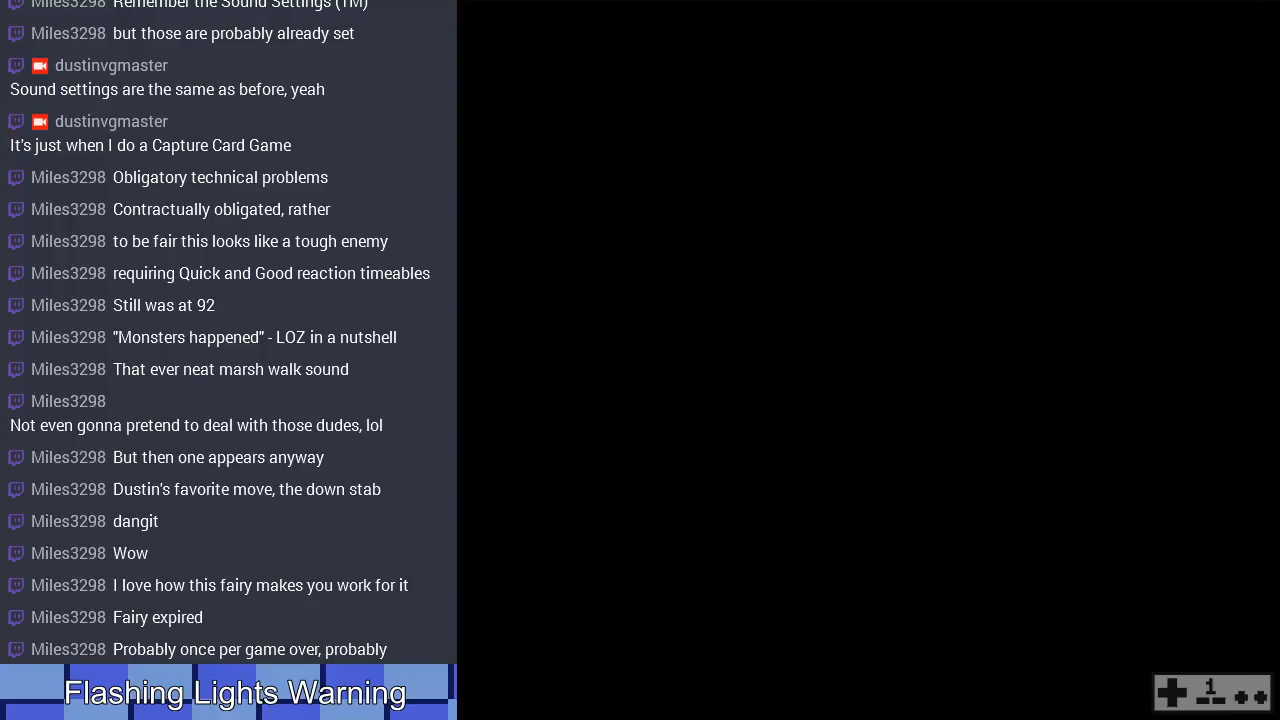 Miles3298 Remember the Sound Settings (TM)
Miles3298 but those are probably already set
dustinvgmaster
Sound settings are the same as before, yeah
dustinvgmaster
It's just when I do a Capture Card Game
Miles3298 Obligatory technical problems
Miles3298 Contractually obligated, rather
Miles3298 to be fair this looks like a tough enemy
Miles3298 requiring Quick and Good reaction timeables
Miles3298 Still was at 92
Miles3298 "Monsters happened" - LOZ in a nutshell
Miles3298 That ever neat marsh walk sound
Miles3298
Not even gonna pretend to deal with those dudes, lol
Miles3298 But then one appears anyway
Miles3298 Dustin's favorite move, the down stab
Miles3298 dangit
Miles3298 Wow
Miles3298 I love how this fairy makes you work for it
Miles3298 Fairy expired
Miles3298 Probably once per game over, probably
Flashing Lights Warning
1